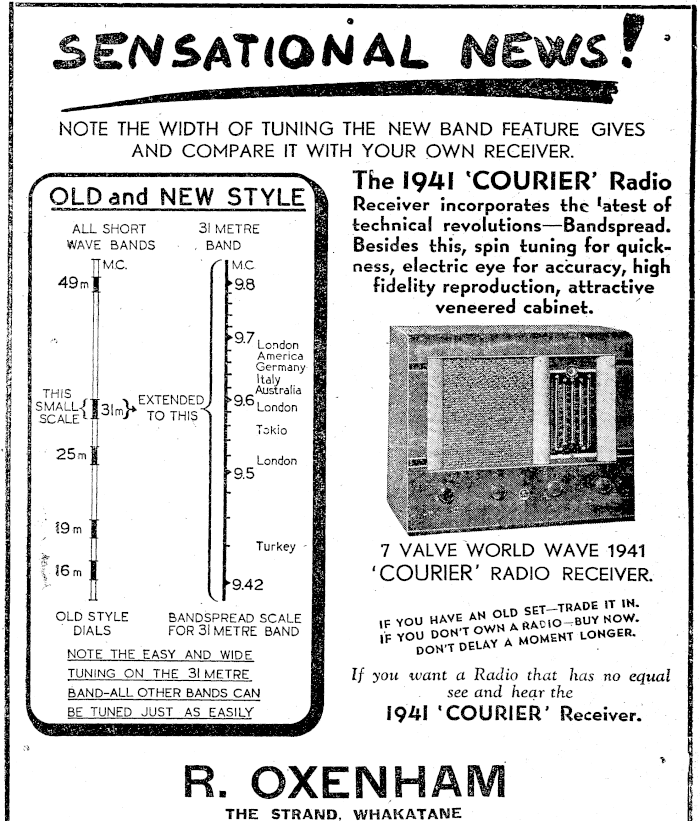 SENSATIONAL NEWS!
NOTE THE WIDTH OF TUNING THE NEW BAND FEATURE GIVES
AND COMPARE IT WITH YOUR OWN RECEIVER.
OLD and NEW STYLE
ALL SHORT
WAVE BANDS
31 METRE
BAND
M.C.
M.C
49m
9.8
9.7
London
America
Germany
Italy
Australia
9.6
THIS
SMALL
SCALE
31m
EXTENDED
TO THIS
London
Tokio
25m
London
9.5
19m
Turkey
16m
9.42
OLD STYLE
DIALS
BANDSPREAD SCALE
FOR 31 METRE BAND
NOTE THE EASY AND WIDE
TUNING ON THE 31 METRE
BAND-ALL OTHER BANDS CAN
BE TUNED JUST AS EASILY
The 1941 'COURIER' Radio
Receiver incorporates the latest of
technical revolutions—Bandspread.
Besides this, spin tuning for quick-
ness, electric eye for accuracy, high
fidelity reproduction, attractive
veneered cabinet.
7 VALVE WORLD WAVE 1941
'COURIER' RADIO RECEIVER.
IF YOU HAVE AN OLD SET—TRADE IT IN.
IF YOU DON'T OWN A RADIO—BUY NOW.
DON'T DELAY A MOMENT LONGER.
If you want a Radio that has no equal
see and hear the
1941 'COURIER' Receiver.
R. OXENHAM
THE STRAND, WHAKATANE